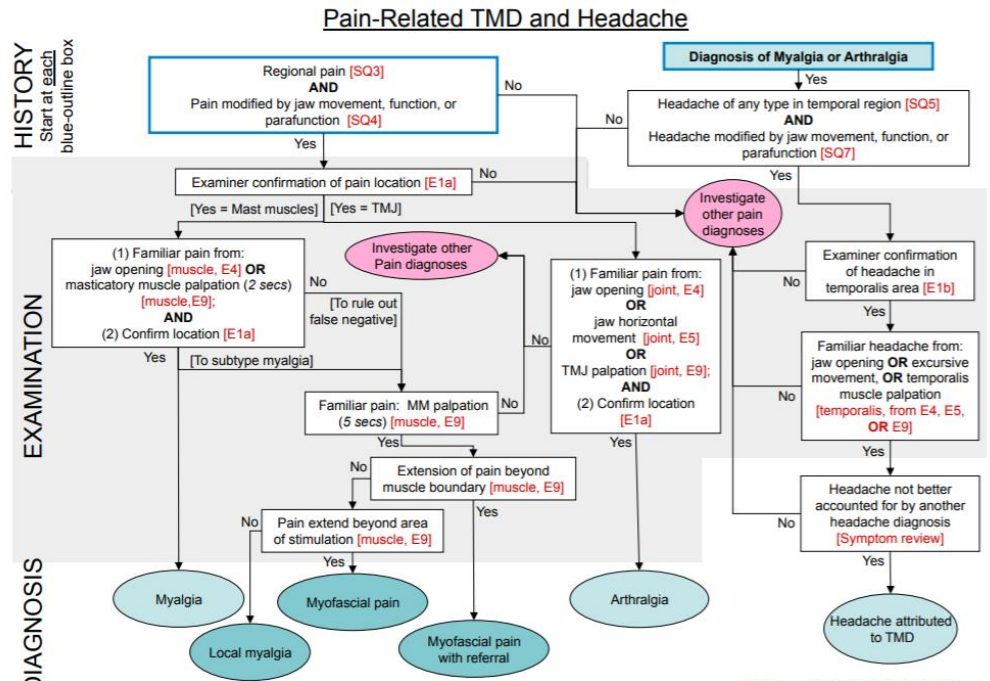 Pain-Related TMD and Headache
HISTORY
Start at each
blue-outline box
Regional pain [SQ3]
AND
Pain modified by jaw movement, function, or
parafunction [SQ4]
No
Yes
Diagnosis of Myalgia or Arthralgia
Yes
Headache of any type in temporal region [SQ5]
AND
Headache modified by jaw movement, function, or
parafunction [SQ7]
No
Yes
EXAMINATION
Examiner confirmation of pain location [E1a]
No
[Yes = Mast muscles]
[Yes = TMJ]
Investigate
other pain
diagnoses
(1) Familiar pain from:
jaw opening [muscle, E4] OR
masticatory muscle palpation (2 secs)
[muscle,E9];
AND
(2) Confirm location [E1a]
No
[To rule out
false negative]
Yes
[To subtype myalgia]
Investigate other
Pain diagnoses
(1) Familiar pain from:
jaw opening [joint, E4]
OR
jaw horizontal
movement [joint, E5]
OR
TMJ palpation [joint, E9];
AND
(2) Confirm location
[E1a]
No
Yes
Examiner confirmation
of headache in
temporalis area [E1b]
No
Yes
Familiar headache from:
jaw opening OR excursive
movement, OR temporalis
muscle palpation
[temporalis, from E4, E5,
OR E9]
No
Yes
Familiar pain: MM palpation
(5 secs) [muscle, E9]
No
Yes
Extension of pain beyond
muscle boundary [muscle, E9]
No
Yes
Pain extend beyond area
of stimulation [muscle, E9]
No
Yes
Headache not better
accounted for by another
headache diagnosis
[Symptom review]
No
Yes
DIAGNOSIS
Myalgia
Myofascial pain
Arthralgia
Local myalgia
Myofascial pain
with referral
Headache attributed
to TMD